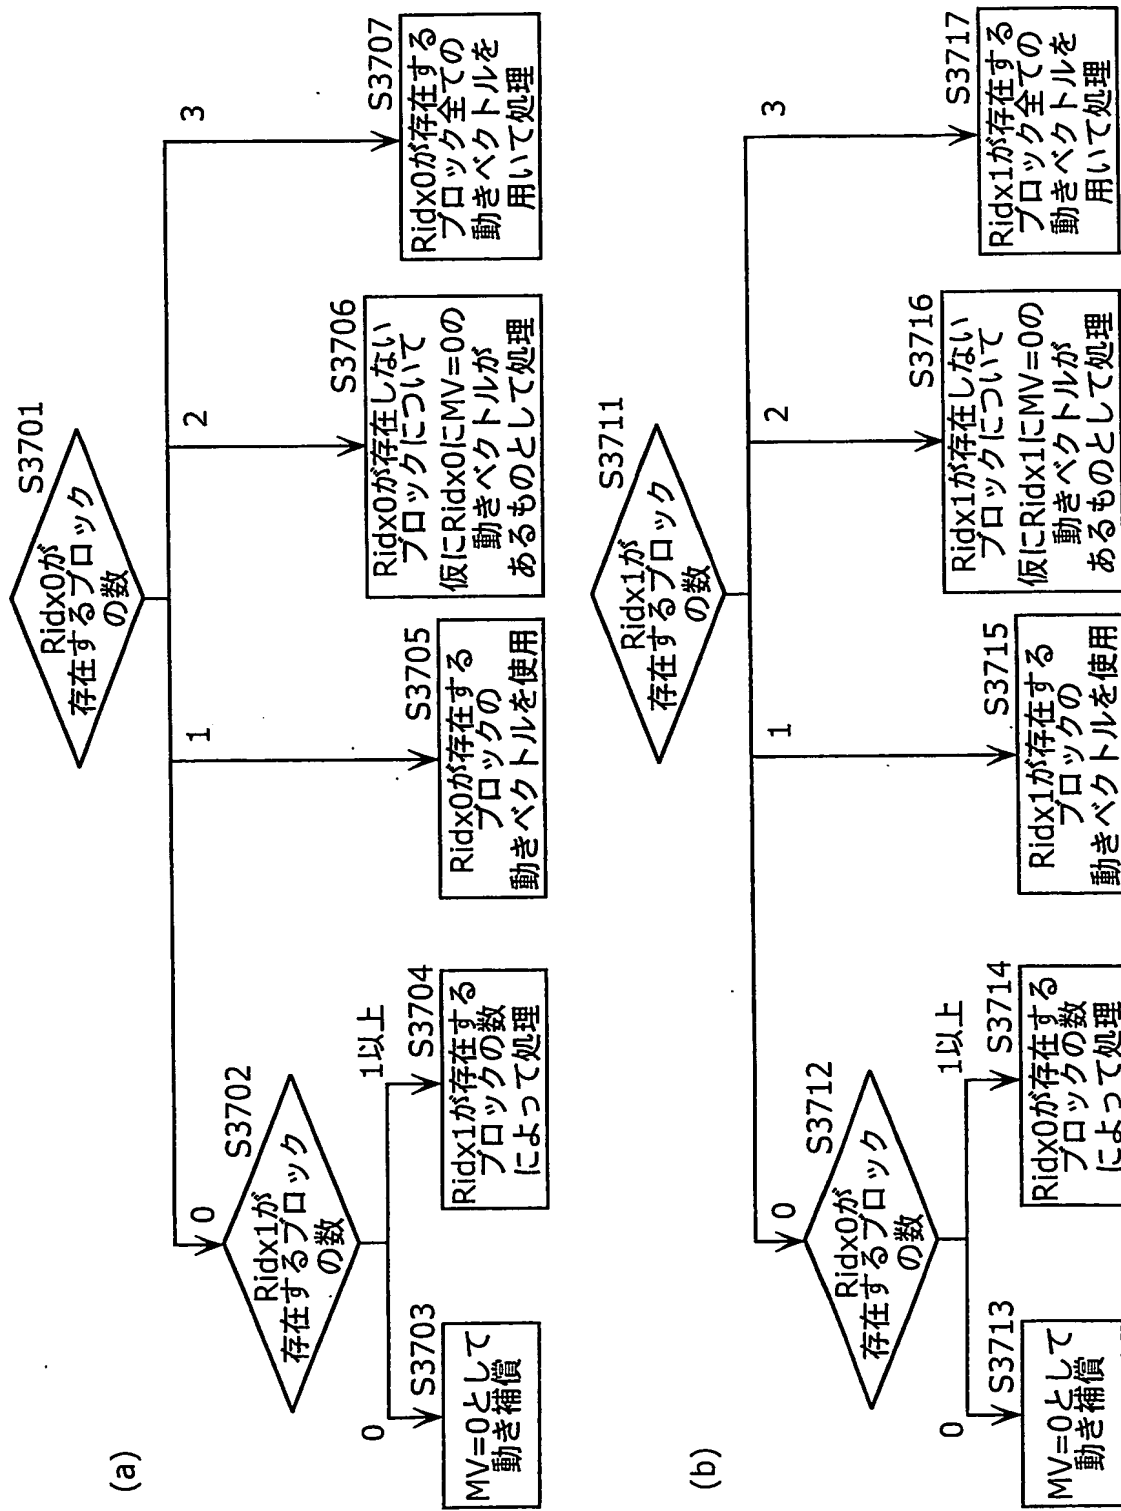 (a)
S3701
Ridx0が
存在するブロック
の数
0
1
2
3
S3702
Ridx1が
存在するブロック
の数
0
1以上
S3703
MV=0として
動き補償
S3704
Ridx1が存在する
ブロックの数
によって処理
S3705
Ridx0が存在する
ブロックの
動きベクトルを使用
S3706
Ridx0が存在しない
ブロックについて
仮にRidx0にMV=0の
動きベクトルが
あるものとして処理
S3707
Ridx0が存在する
ブロック全ての
動きベクトルを
用いて処理
(b)
S3711
Ridx1が
存在するブロック
の数
0
1
2
3
S3712
Ridx0が
存在するブロック
の数
0
1以上
S3713
MV=0として
動き補償
S3714
Ridx0が存在する
ブロックの数
によって処理
S3715
Ridx1が存在する
ブロックの
動きベクトルを使用
S3716
Ridx1が存在しない
ブロックについて
仮にRidx1にMV=0の
動きベクトルが
あるものとして処理
S3717
Ridx1が存在する
ブロック全ての
動きベクトルを
用いて処理